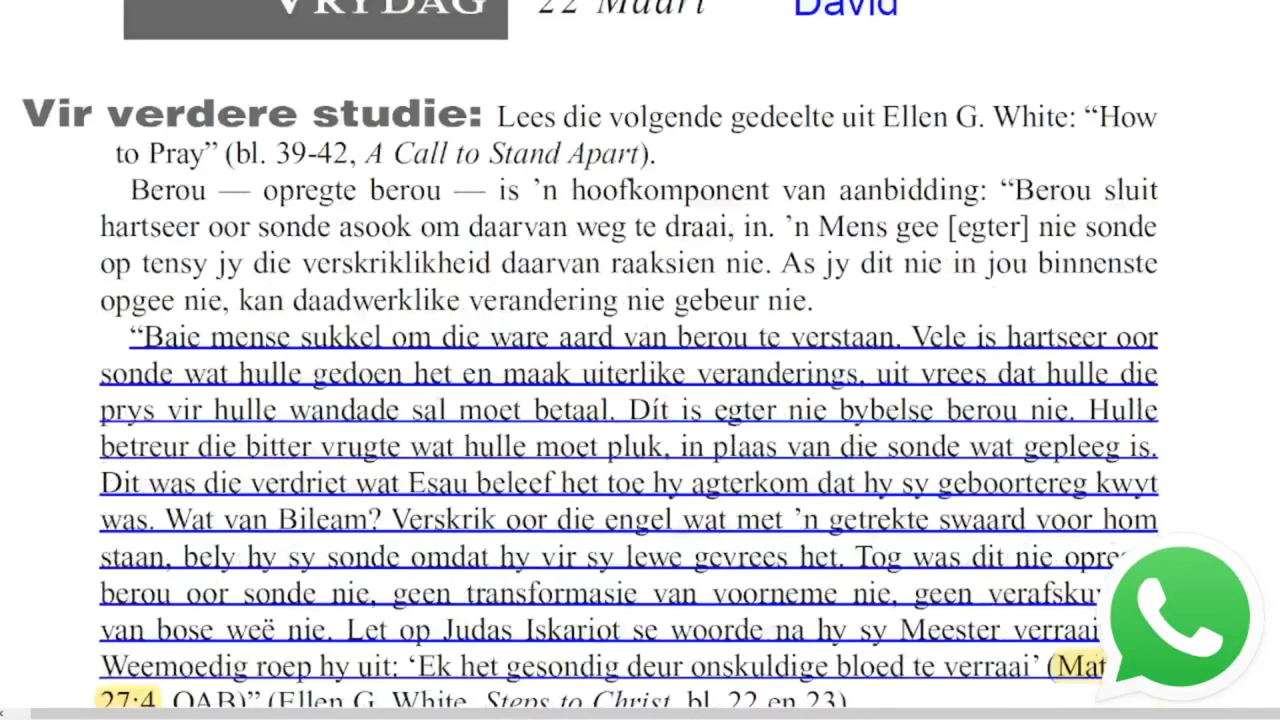 VRYDAG 22 Maart David
Vir verdere studie: Lees die volgende gedeelte uit Ellen G. White: “How
to Pray” (bl. 39-42, A Call to Stand Apart).
Berou — opregte berou — is ’n hoofkomponent van aanbidding: “Berou sluit
hartseer oor sonde asook om daarvan weg te draai, in. ’n Mens gee [egter] nie sonde
op tensy jy die verskriklikheid daarvan raaksien nie. As jy dit nie in jou binnenste
opgee nie, kan daadwerklike verandering nie gebeur nie.
“Baie mense sukkel om die ware aard van berou te verstaan. Vele is hartseer oor
sonde wat hulle gedoen het en maak uiterlike veranderings, uit vrees dat hulle die
prys vir hulle wandade sal moet betaal. Dít is egter nie bybelse berou nie. Hulle
betreur die bitter vrugte wat hulle moet pluk, in plaas van die sonde wat gepleeg is.
Dit was die verdriet wat Esau beleef het toe hy agterkom dat hy sy geboortereg kwyt
was. Wat van Bileam? Verskrik oor die engel wat met ’n getrekte swaard voor hom
staan, bely hy sy sonde omdat hy vir sy lewe gevrees het. Tog was dit nie
berou oor sonde nie, geen transformasie van voorneme nie, geen
van bose weë nie. Let op Judas Iskariot se woorde na hy sy Meester verraai
Weemoedig roep hy uit: ‘Ek het gesondig deur onskuldige bloed te verraai’ (Mat
27:4, OAB)” (Ellen G. White, Steps to Christ, bl. 22 en 23).